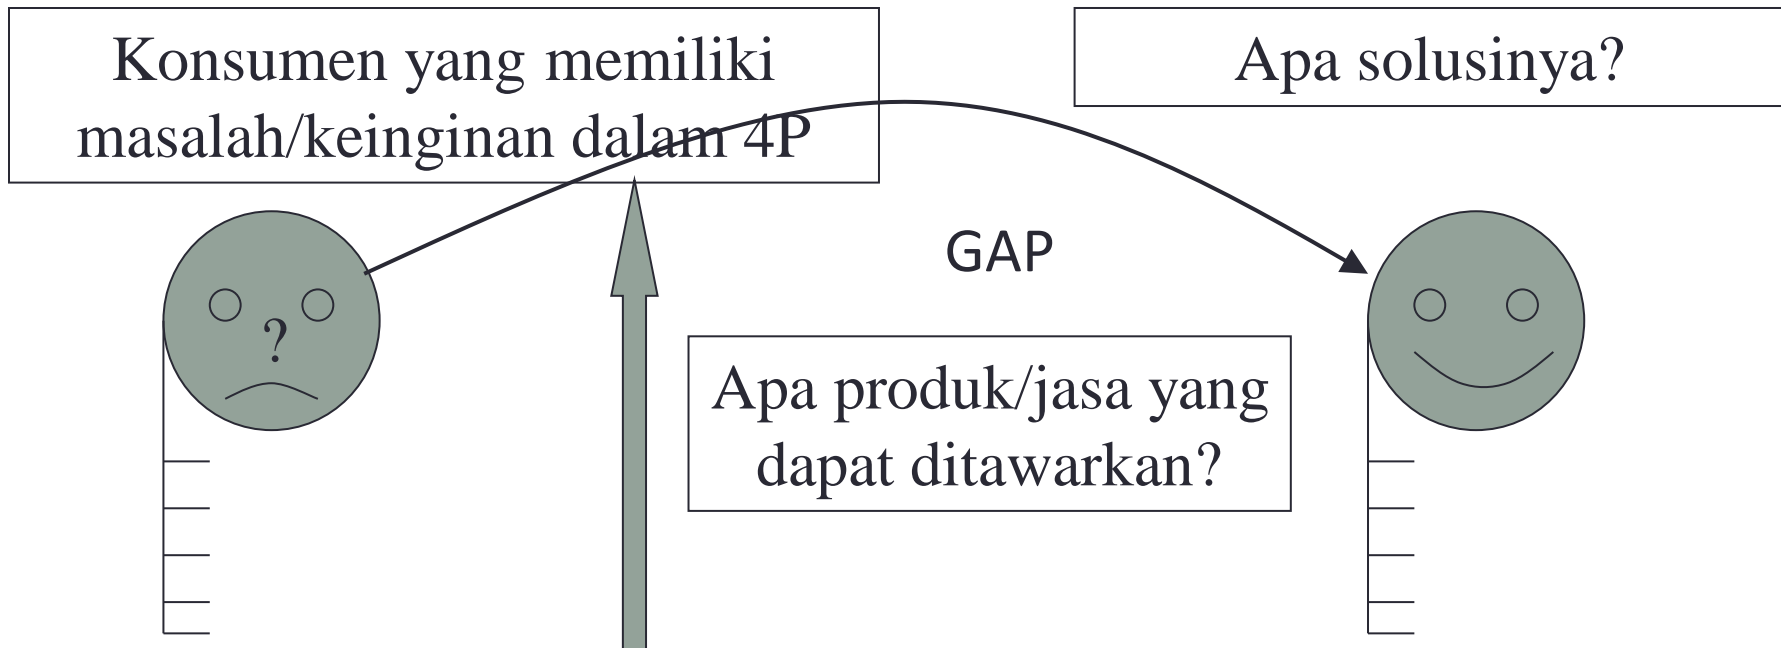 Konsumen yang memiliki
masalah/keinginan dalam 4P
Apa solusinya?
GAP
?
Apa produk/jasa yang
dapat ditawarkan?